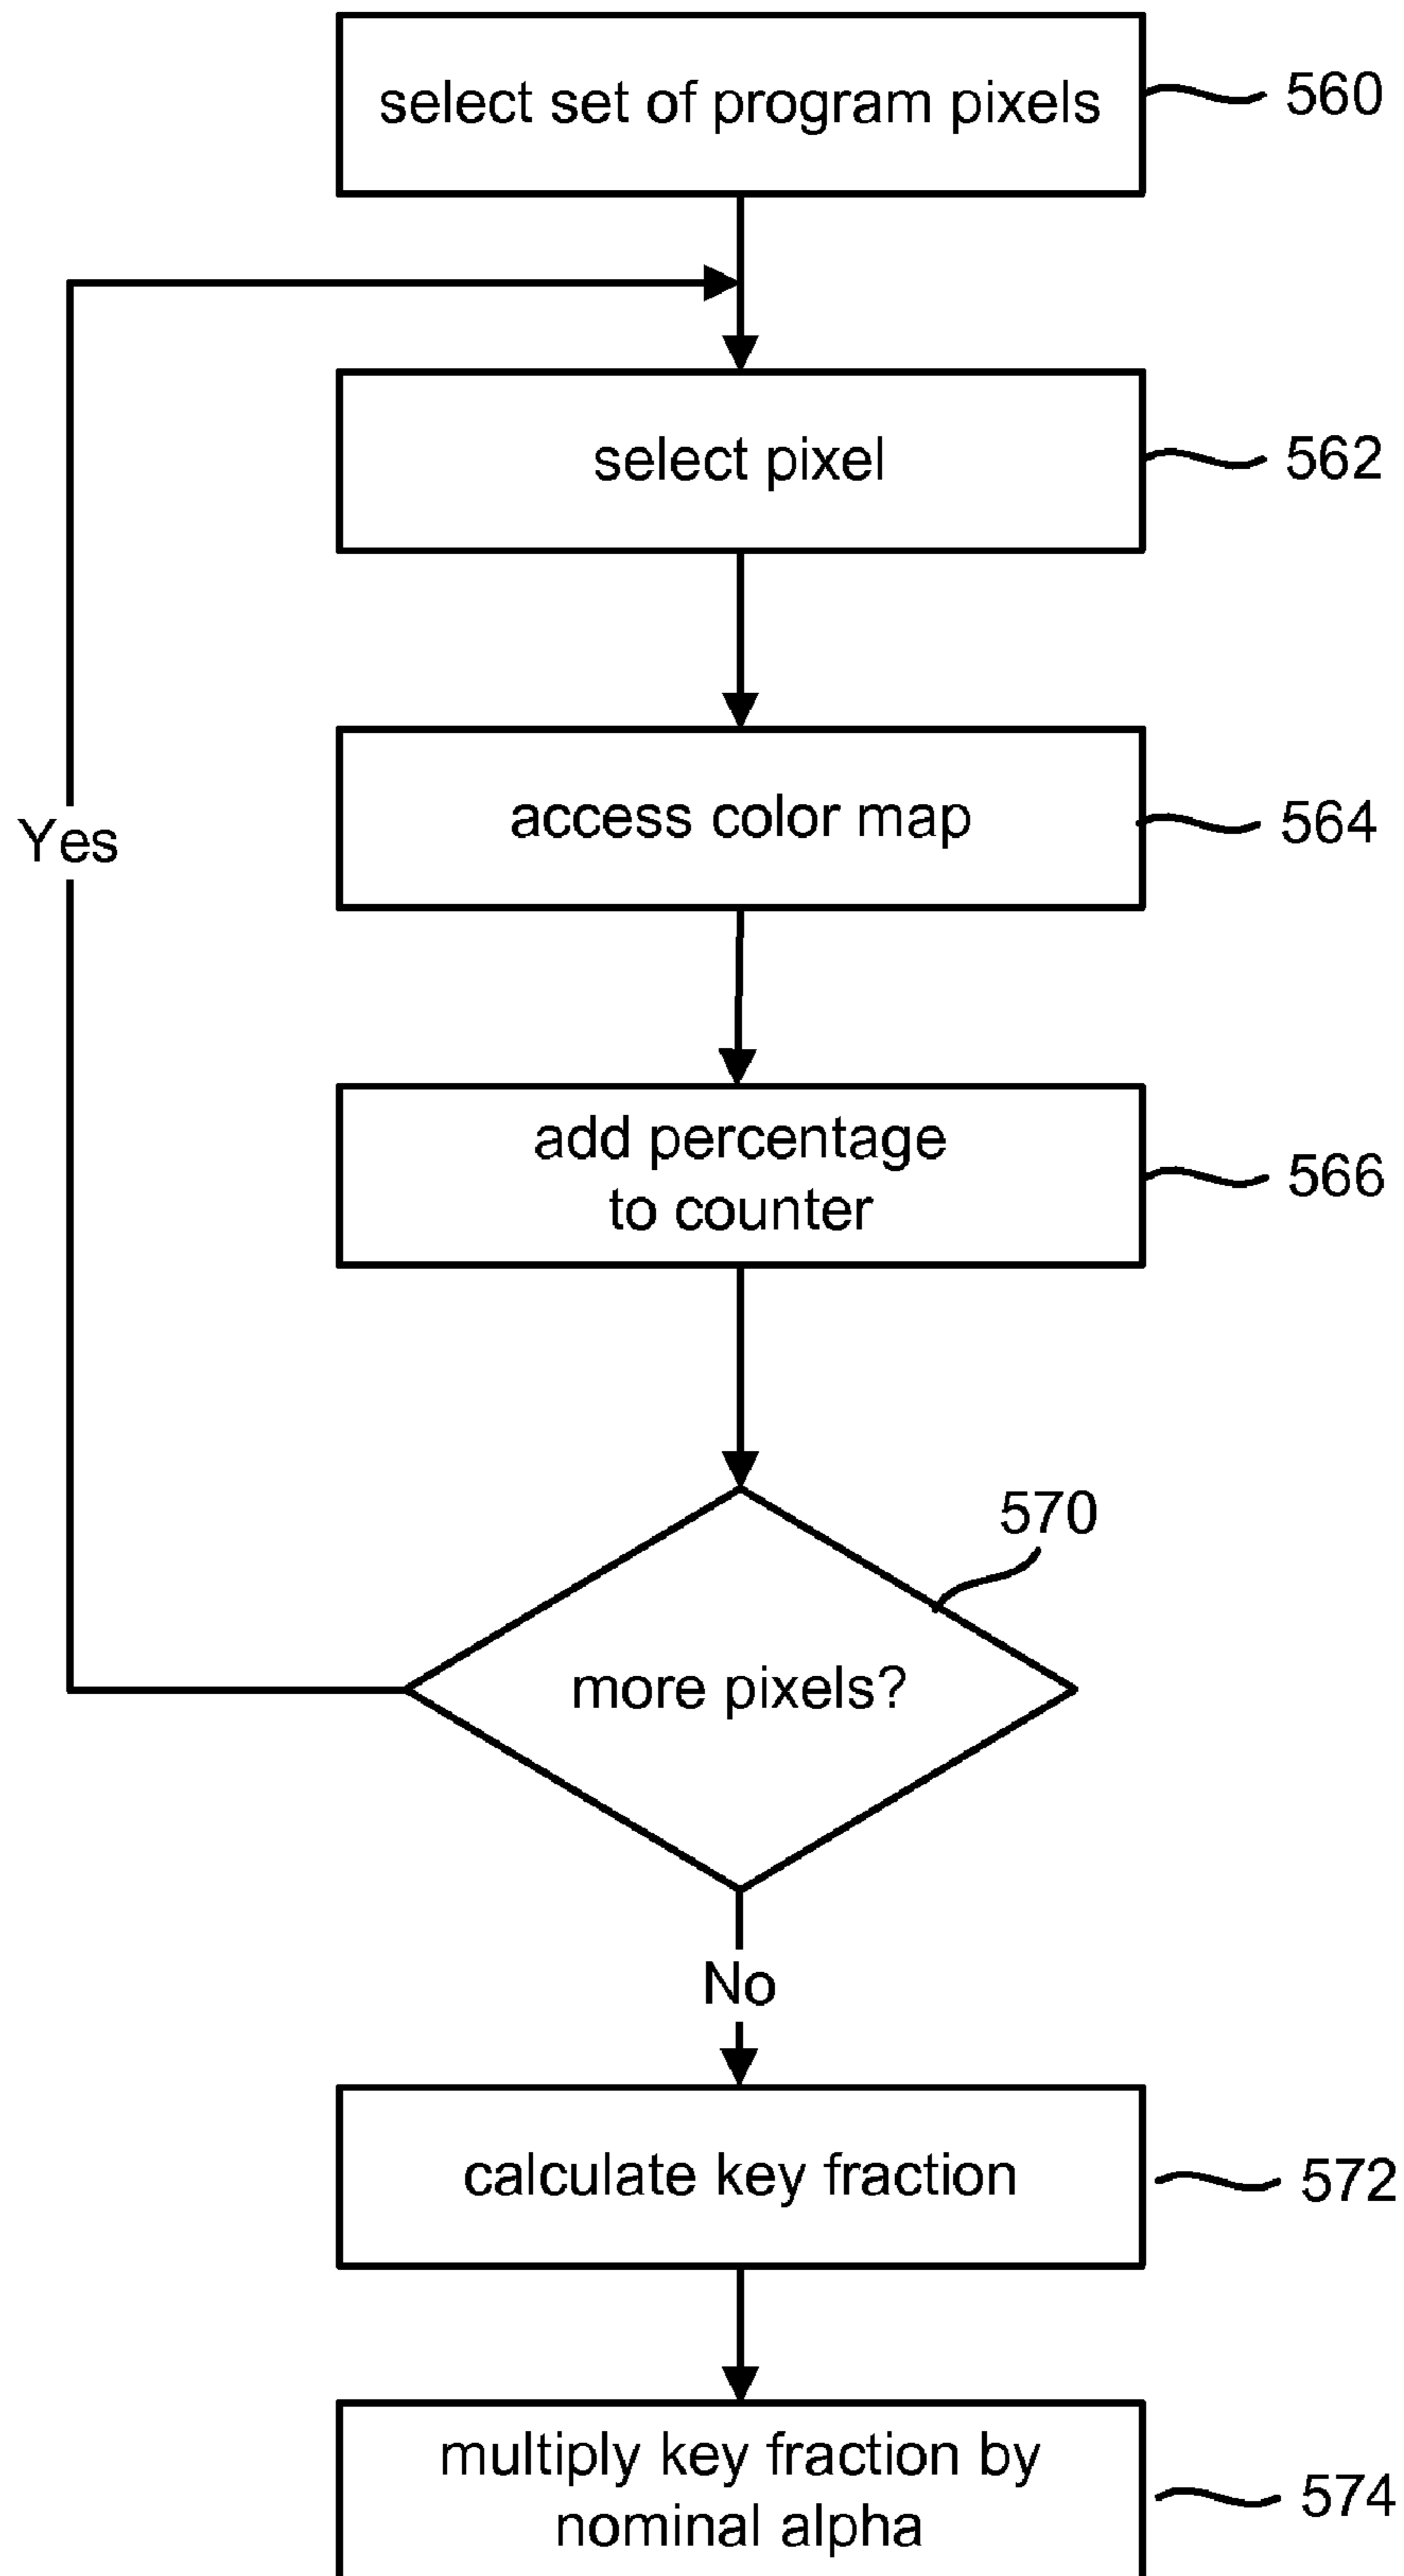 select set of program pixels
560
select pixel
562
access color map
564
Yes
add percentage
to counter
566
570
more pixels?
No
calculate key fraction
572
multiply key fraction by
nominal alpha
574